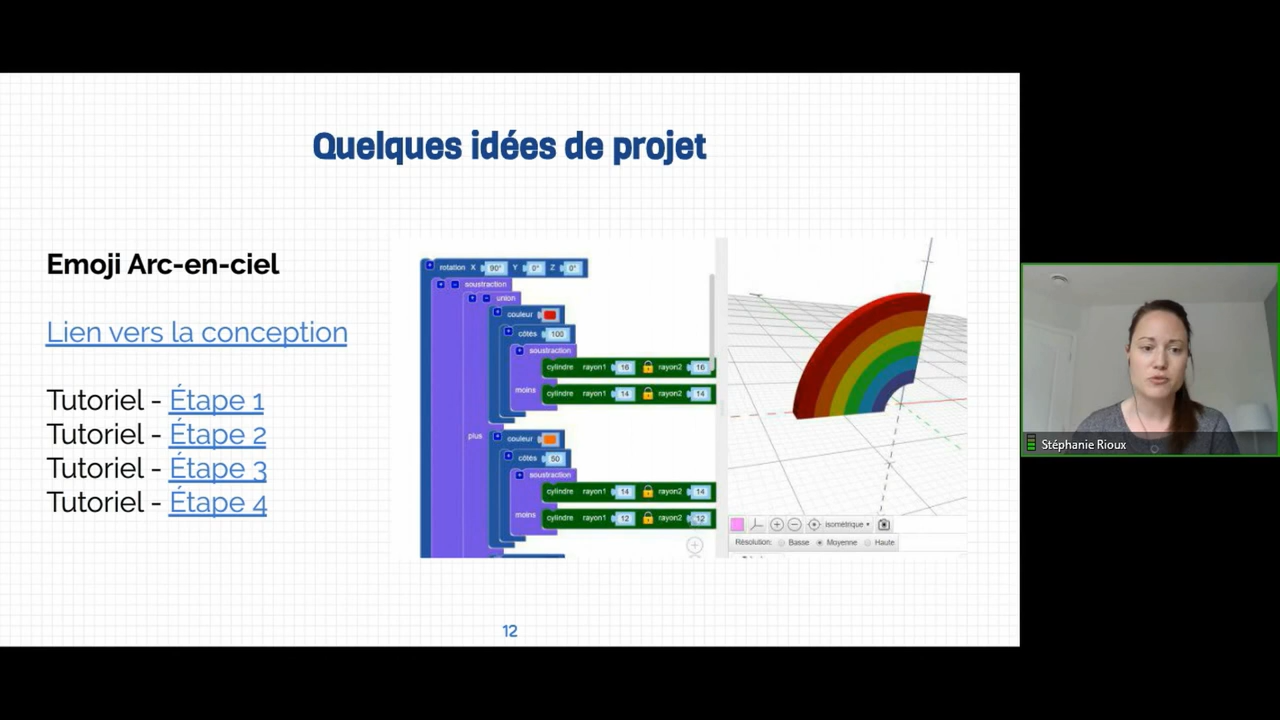 Quelques idées de projet
Emoji Arc-en-ciel
Lien vers la conception
Tutoriel - Étape 1
Tutoriel - Étape 2
Tutoriel - Étape 3
Tutoriel - Étape 4
rotation X 90° Y 0° Z 0°
soustraction
union
couleur
côtés 100
soustraction
cylindre rayon1 16 rayon2 16
moins cylindre rayon1 14 rayon2 14
plus couleur
côtés 50
soustraction
cylindre rayon1 14 rayon2 14
moins cylindre rayon1 12 rayon2 12
isométrique
Résolution: Basse Moyenne Haute
12
Stéphanie Rioux